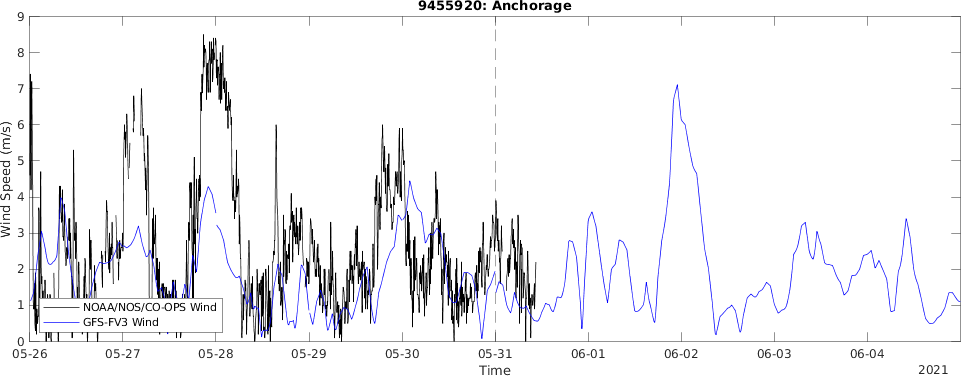 9455920: Anchorage
Wind Speed (m/s)
9
8
7
6
5
4
3
2
1
0
NOAA/NOS/CO-OPS Wind
GFS-FV3 Wind
05-26 05-27 05-28 05-29 05-30 05-31 06-01 06-02 06-03 06-04
Time
2021